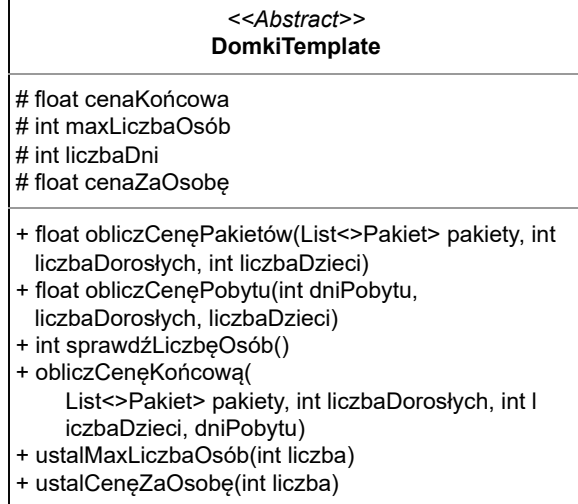 <<Abstract>>
DomkiTemplate
# float cenaKońcowa
# int maxLiczbaOsób
# int liczbaDni
# float cenaZaOsobę
+ float obliczCenęPakietów(List<>Pakiet> pakiety, int
liczbaDorosłych, int liczbaDzieci)
+ float obliczCenęPobytu(int dniPobytu,
liczbaDorosłych, liczbaDzieci)
+ int sprawdźLiczbęOsób()
+ obliczCenęKońcową(
List<>Pakiet> pakiety, int liczbaDorosłych, int l
iczbaDzieci, dniPobytu)
+ ustalMaxLiczbaOsób(int liczba)
+ ustalCenęZaOsobę(int liczba)